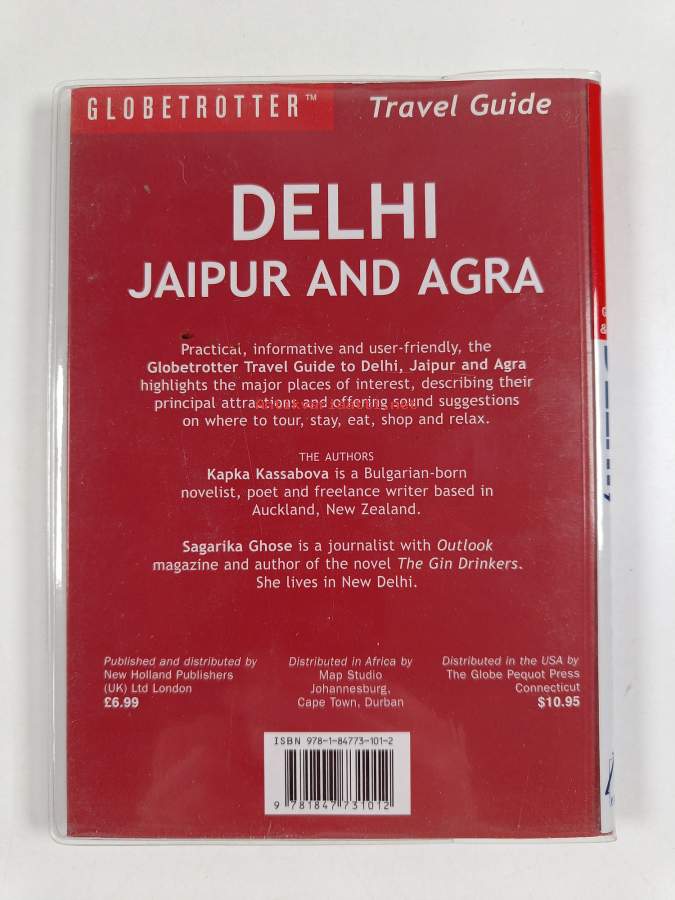 GLOBETROTTER™ Travel Guide
DELHI
JAIPUR AND AGRA
Practical, informative and user-friendly, the
Globetrotter Travel Guide to Delhi, Jaipur and Agra
highlights the major places of interest, describing their
principal attractions and offering sound suggestions
on where to tour, stay, eat, shop and relax.
THE AUTHORS
Kapka Kassabova is a Bulgarian-born
novelist, poet and freelance writer based in
Auckland, New Zealand.
Sagarika Ghose is a journalist with Outlook
magazine and author of the novel The Gin Drinkers.
She lives in New Delhi.
Published and distributed by
New Holland Publishers
(UK) Ltd London
£6.99
Distributed in Africa by
Map Studio
Johannesburg,
Cape Town, Durban
Distributed in the USA by
The Globe Pequot Press
Connecticut
$10.95
ISBN 978-1-84773-101-2
9 781847 731012